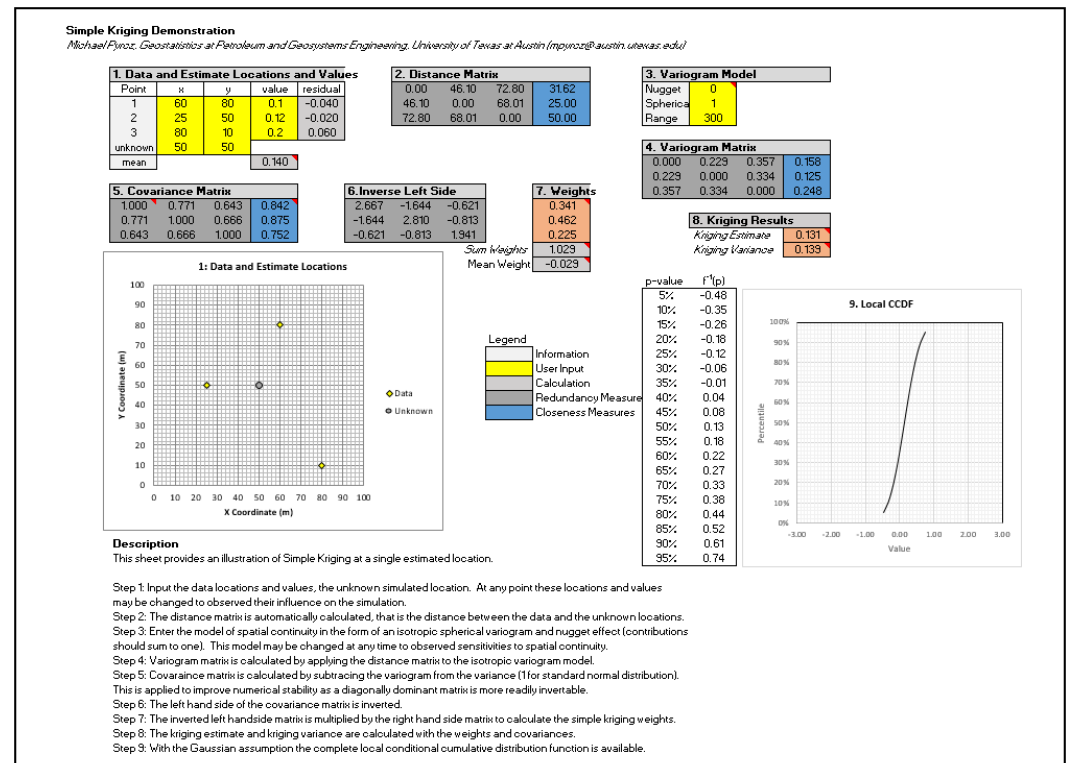 Simple Kriging Demonstration
Michael Pyrcz, Geostatistics at Petroleum and Geosystems Engineering, University of Texas at Austin (mpyrcz@austin.utexas.edu)
1. Data and Estimate Locations and Values
Point x y value residual
1 60 80 0.1 -0.040
2 25 50 0.12 -0.020
3 80 10 0.2 0.060
unknown 50 50
mean 0.140
2. Distance Matrix
0.00 46.10 72.80 31.62
46.10 0.00 68.01 25.00
72.80 68.01 0.00 50.00
3. Variogram Model
Nugget 0
Spherica 1
Range 300
4. Variogram Matrix
0.000 0.229 0.357 0.158
0.229 0.000 0.334 0.125
0.357 0.334 0.000 0.248
5. Covariance Matrix
1.000 0.771 0.643 0.842
0.771 1.000 0.666 0.875
0.643 0.666 1.000 0.752
6.Inverse Left Side
2.667 -1.644 -0.621
-1.644 2.810 -0.813
-0.621 -0.813 1.941
7. Weights
0.341
0.462
0.225
Sum Weights 1.029
Mean Weight -0.029
8. Kriging Results
Kriging Estimate 0.131
Kriging Variance 0.139
1: Data and Estimate Locations
100
90
80
70
60
50
40
30
20
10
0
0 10 20 30 40 50 60 70 80 90 100
Y Coordinate (m)
X Coordinate (m)
Data
Unknown
Legend
Information
User Input
Calculation
Redundancy Measure
Closeness Measures
p-value f⁻¹(p)
5% -0.48
10% -0.35
15% -0.26
20% -0.18
25% -0.12
30% -0.06
35% -0.01
40% 0.04
45% 0.08
50% 0.13
55% 0.18
60% 0.22
65% 0.27
70% 0.33
75% 0.38
80% 0.44
85% 0.52
90% 0.61
95% 0.74
9. Local CCDF
100%
90%
80%
70%
60%
50%
40%
30%
20%
10%
0%
-3.00 -2.00 -1.00 0.00 1.00 2.00 3.00
Percentile
Value
Description
This sheet provides an illustration of Simple Kriging at a single estimated location.
Step 1: Input the data locations and values, the unknown simulated location. At any point these locations and values
may be changed to observed their influence on the simulation.
Step 2: The distance matrix is automatically calculated, that is the distance between the data and the unknown locations.
Step 3: Enter the model of spatial continuity in the form of an isotropic spherical variogram and nugget effect (contributions
should sum to one). This model may be changed at any time to observed sensitivities to spatial continuity.
Step 4: Variogram matrix is calculated by applying the distance matrix to the isotropic variogram model.
Step 5: Covaraince matrix is calculated by subtracing the variogram from the variance (1 for standard normal distribution).
This is applied to improve numerical stability as a diagonally dominant matrix is more readily invertable.
Step 6: The left hand side of the covariance matrix is inverted.
Step 7: The inverted left handside matrix is multiplied by the right hand side matrix to calculate the simple kriging weights.
Step 8: The kriging estimate and kriging variance are calculated with the weights and covariances.
Step 9: With the Gaussian assumption the complete local conditional cumulative distribution function is available.